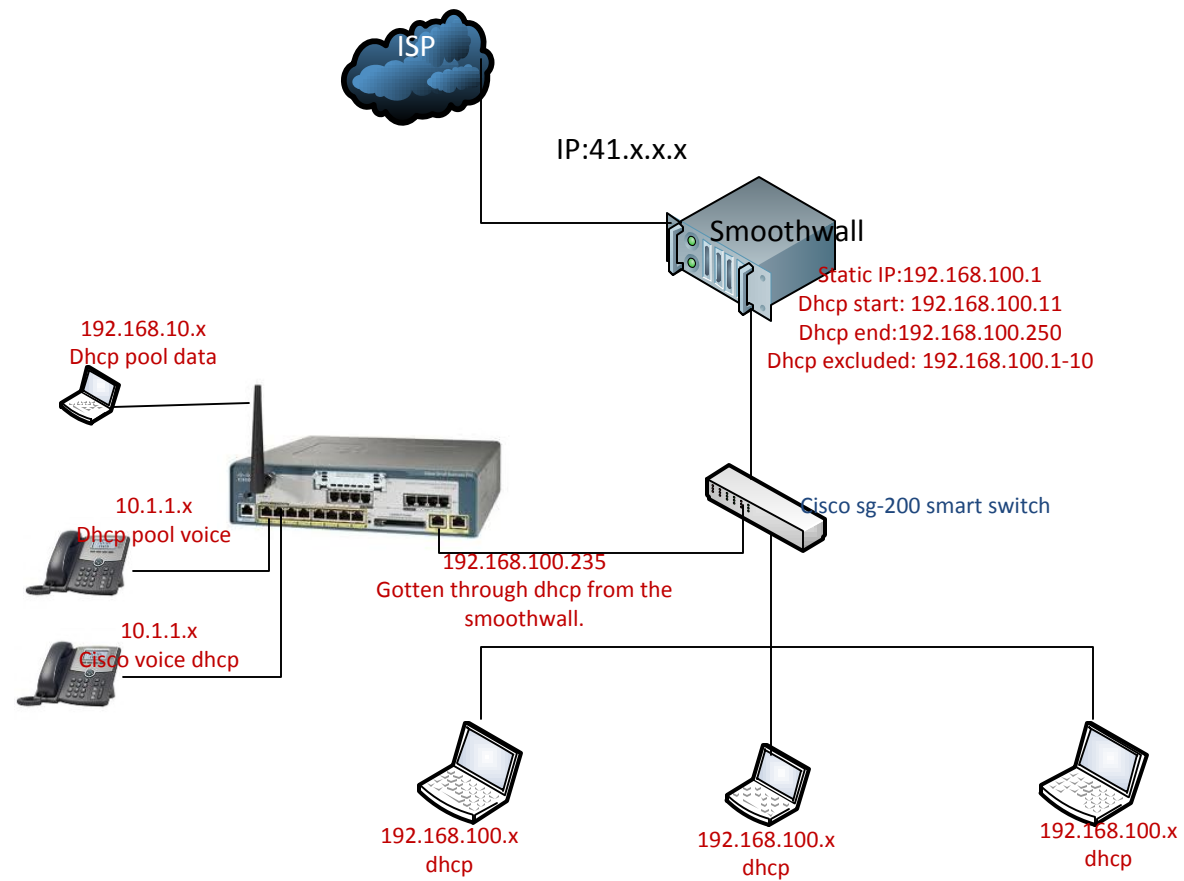 ISP
IP:41.x.x.x
Smoothwall
Static IP:192.168.100.1
Dhcp start: 192.168.100.11
Dhcp end:192.168.100.250
Dhcp excluded: 192.168.100.1-10
192.168.10.x
Dhcp pool data
10.1.1.x
Dhcp pool voice
Cisco sg-200 smart switch
192.168.100.235
Gotten through dhcp from the
smoothwall.
10.1.1.x
Cisco voice dhcp
192.168.100.x
dhcp
192.168.100.x
dhcp
192.168.100.x
dhcp